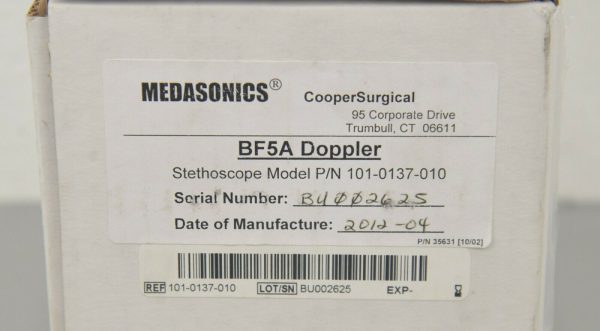 MEDASONICS®
CooperSurgical
95 Corporate Drive
Trumbull, CT 06611
BF5A Doppler
Stethoscope Model P/N 101-0137-010
Serial Number: BU002625
Date of Manufacture: 2012-04
P/N 35631 [10/02]
REF 101-0137-010 LOT/SN BU002625 EXP-